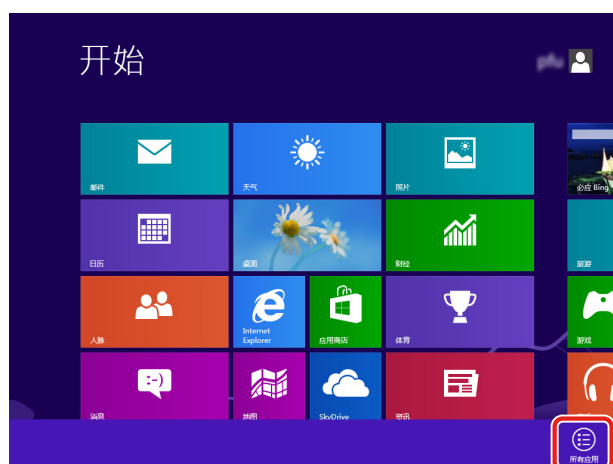 开始
邮件
天气
照片
必应 Bing
日历
桌面
财经
旅游
人脉
Internet
Explorer
应用商店
体育
游戏
消息
地图
SkyDrive
资讯
所有应用